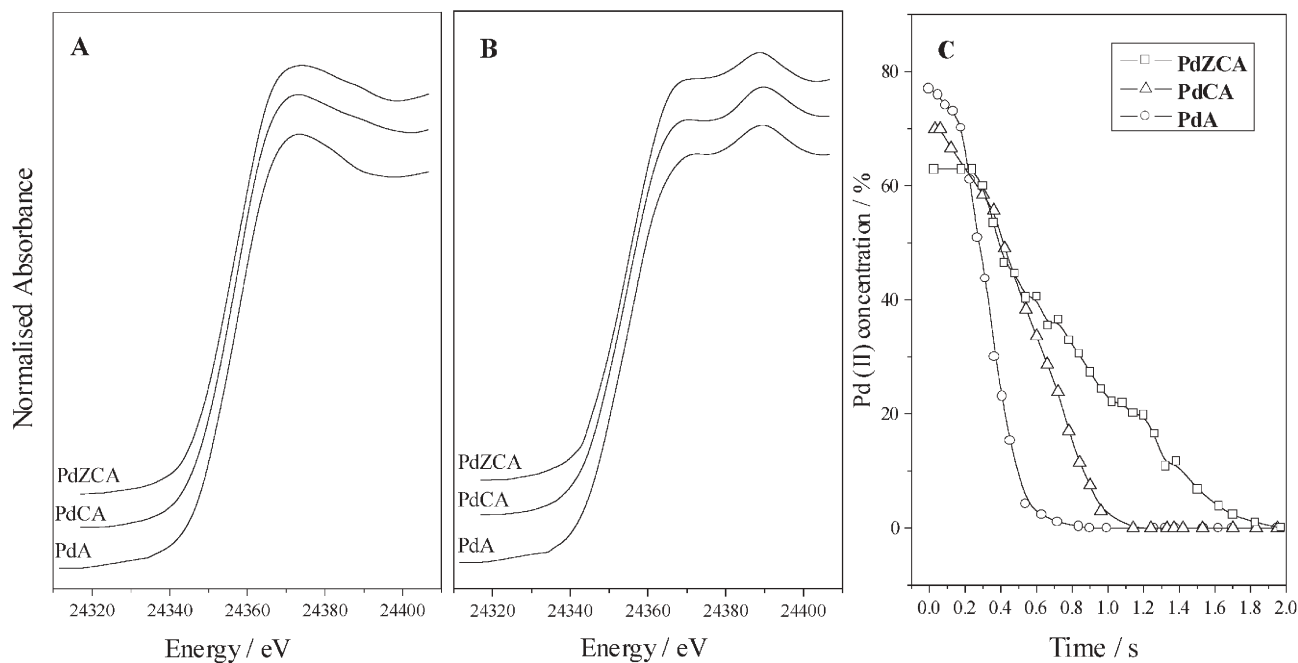 A
Normalised Absorbance
PdZCA
PdCA
PdA
24320 24340 24360 24380 24400
Energy / eV
B
PdZCA
PdCA
PdA
24320 24340 24360 24380 24400
Energy / eV
C
PdZCA
PdCA
PdA
Pd (II) concentration / %
80
60
40
20
0
0.0 0.2 0.4 0.6 0.8 1.0 1.2 1.4 1.6 1.8 2.0
Time / s